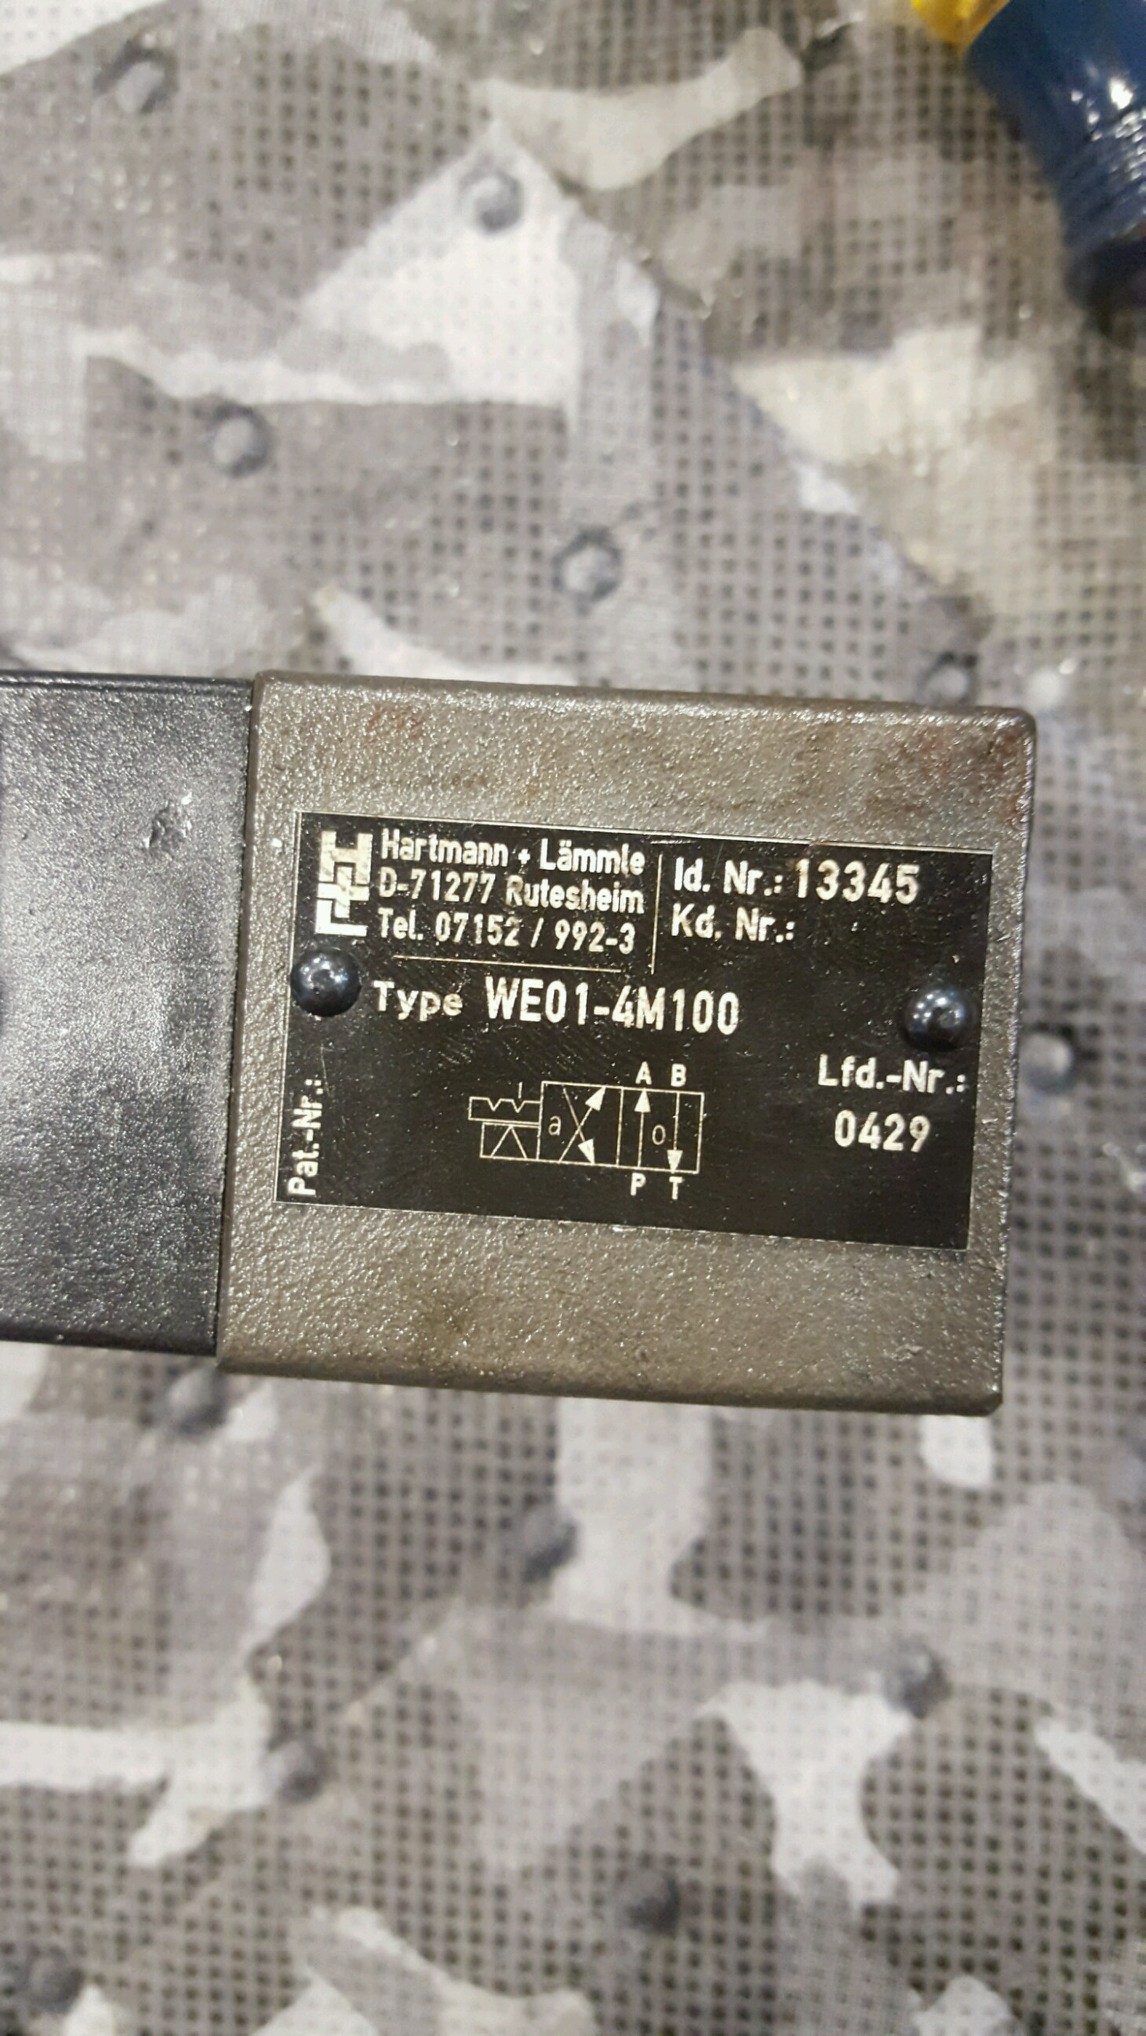 Hartmann + Lämmle
D-71277 Rutesheim
Tel. 07152 / 992-3
Id. Nr.: 13345
Kd. Nr.:
Type WE01-4M100
Lfd.-Nr.:
0429
Pat.-Nr.:
A B
a o
P T